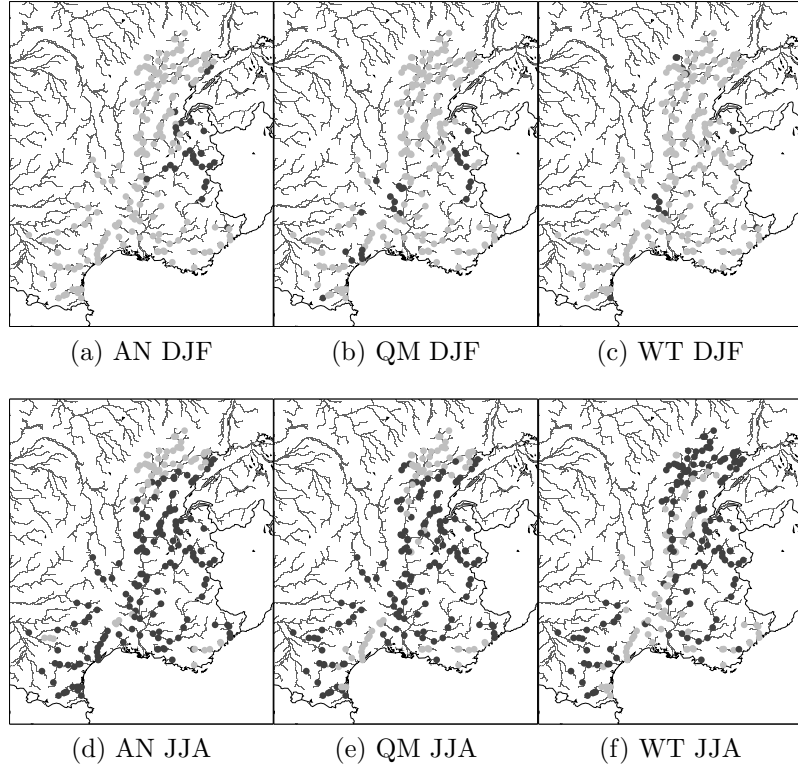 (a) AN DJF
(b) QM DJF
(c) WT DJF
(d) AN JJA
(e) QM JJA
(f) WT JJA